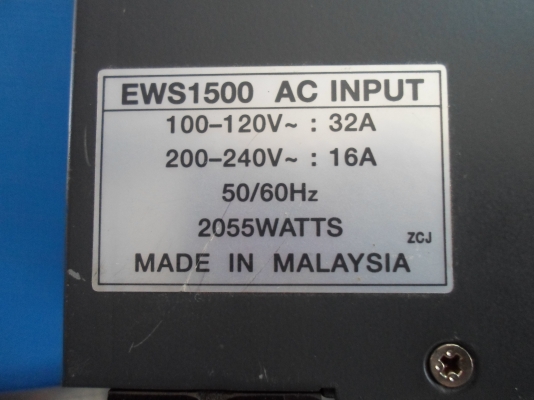 EWS1500 AC INPUT
100–120V~ : 32A
200–240V~ : 16A
50/60Hz
2055WATTS
ZCJ
MADE IN MALAYSIA